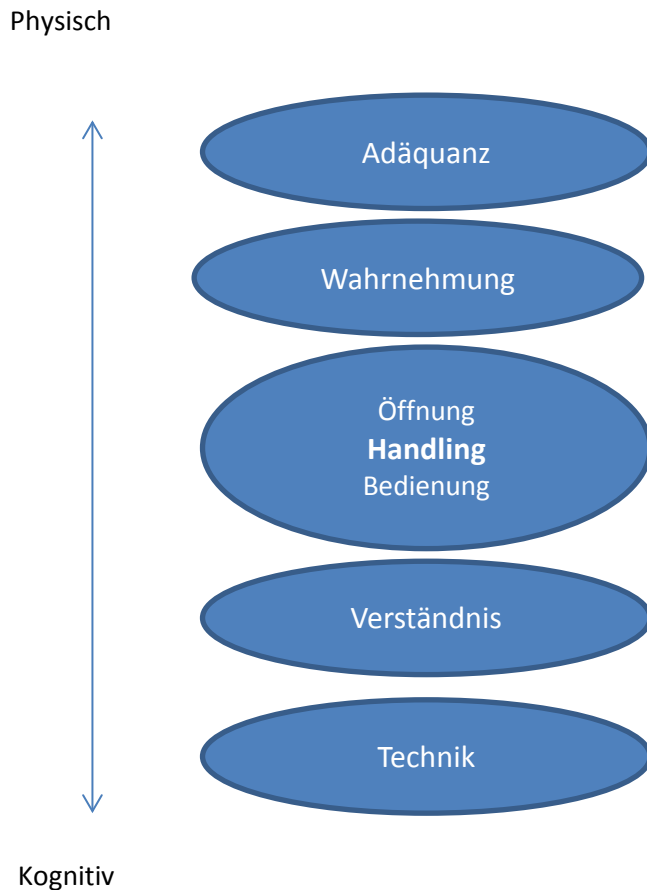 Physisch
Adäquanz
Wahrnehmung
Öffnung
Handling
Bedienung
Verständnis
Technik
Kognitiv